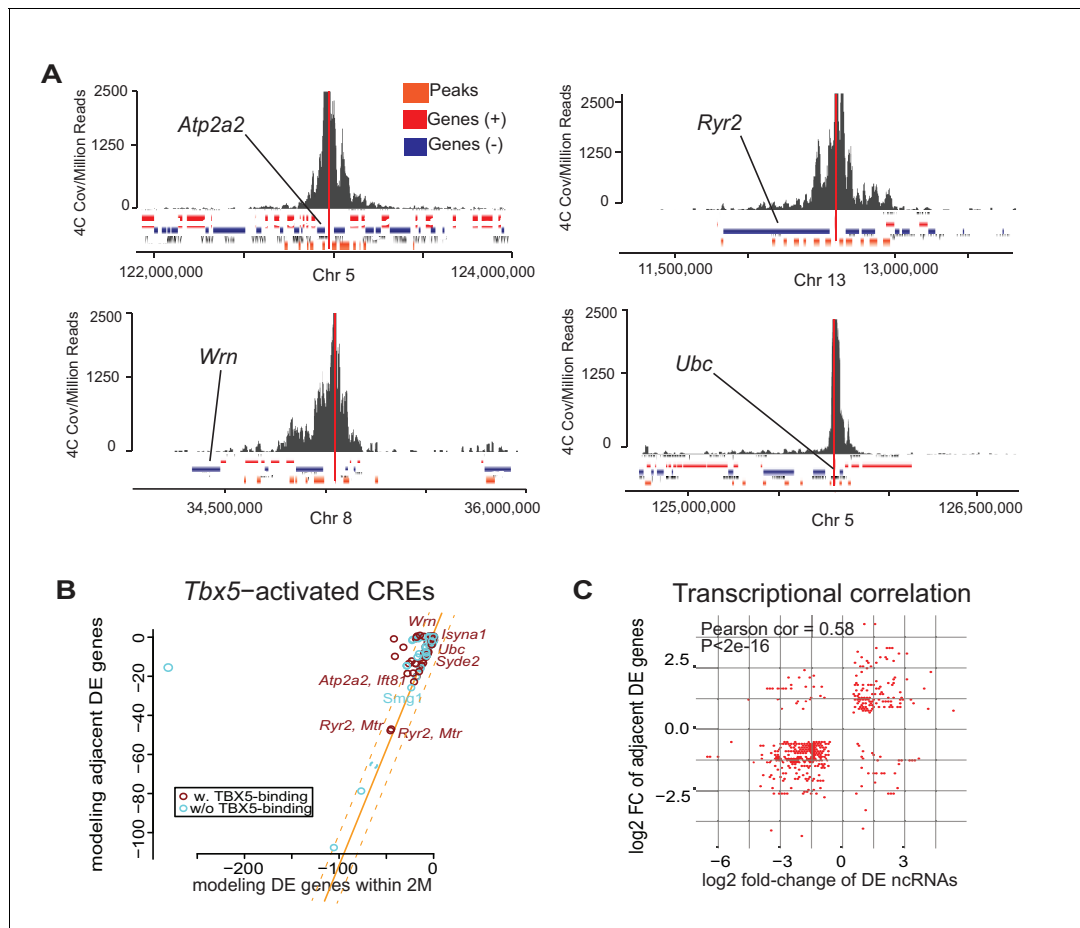 A
4C Cov/Million Reads
2500
1250
0
Atp2a2
Peaks
Genes (+)
Genes (-)
122,000,000
124,000,000
Chr 5
4C Cov/Million Reads
2500
1250
0
Ryr2
11,500,000
13,000,000
Chr 13
4C Cov/Million Reads
2500
1250
0
Wrn
34,500,000
36,000,000
Chr 8
4C Cov/Million Reads
2500
1250
0
Ubc
125,000,000
126,500,000
Chr 5
B
Tbx5-activated CREs
modeling adjacent DE genes
0
-20
-40
-60
-80
-100
Wrn
Isyna1
Ubc
Syde2
Atp2a2, Ift81
Smg1
Ryr2, Mtr
Ryr2, Mtr
w. TBX5-binding
w/o TBX5-binding
-200
-100
0
modeling DE genes within 2M
C
Transcriptional correlation
Pearson cor = 0.58
P<2e-16
log2 FC of adjacent DE genes
2.5
0.0
-2.5
-6
-3
0
3
log2 fold-change of DE ncRNAs